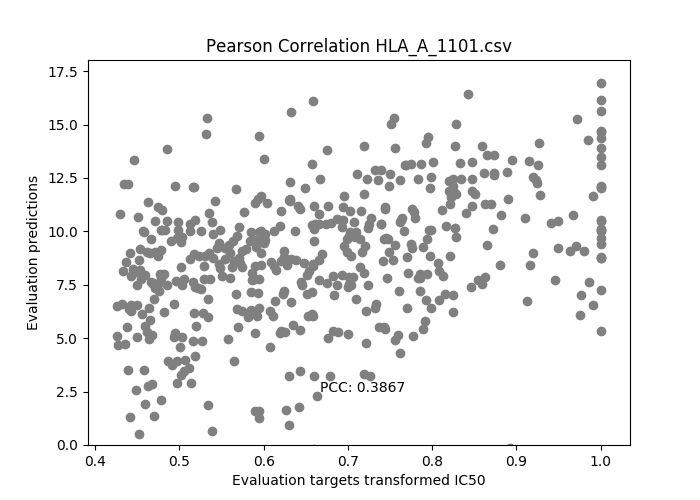 Pearson Correlation HLA_A_1101.csv
17.5
15.0
12.5
10.0
7.5
5.0
2.5
0.0
Evaluation predictions
PCC: 0.3867
0.4 0.5 0.6 0.7 0.8 0.9 1.0
Evaluation targets transformed IC50